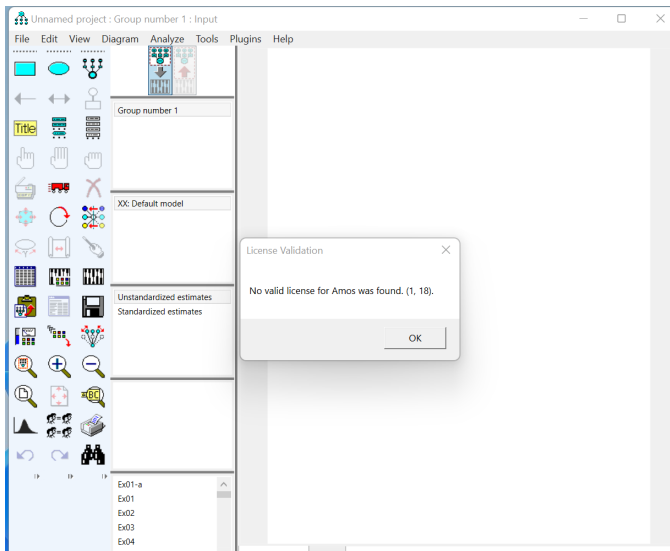 Unnamed project : Group number 1 : Input
File Edit View Diagram Analyze Tools Plugins Help
Title
Group number 1
XX: Default model
License Validation
No valid license for Amos was found. (1, 18).
OK
Unstandardized estimates
Standardized estimates
Ex01-a
Ex01
Ex02
Ex03
Ex04